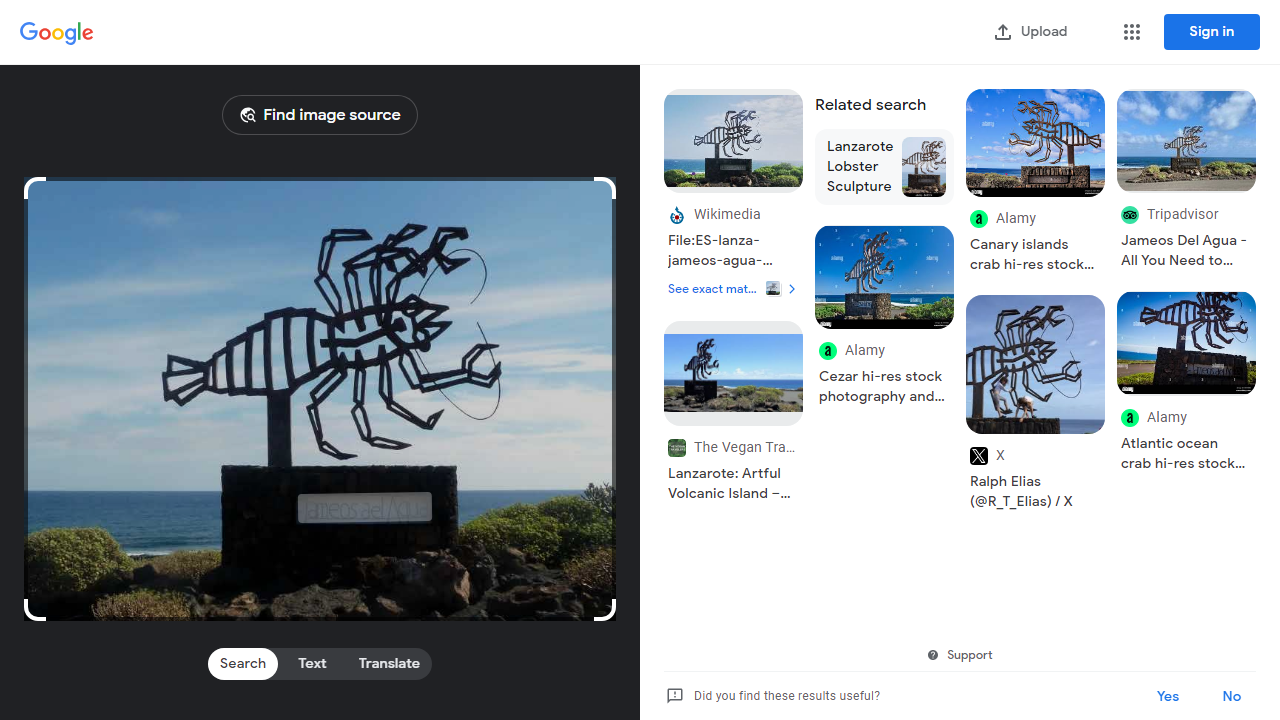 Google
Upload
Sign in
Find image source
Jameos del Agua
Search
Text
Translate
Wikimedia
File:ES-lanza-
jameos-agua-...
See exact mat...
The Vegan Tra...
Lanzarote: Artful
Volcanic Island –...
Related search
Lanzarote
Lobster
Sculpture
alamy
a
Alamy
Cezar hi-res stock
photography and...
alamy
a
Alamy
Canary islands
crab hi-res stock...
X
Ralph Elias
(@R_T_Elias) / X
Tripadvisor
Jameos Del Agua -
All You Need to...
alamy
a
Alamy
Atlantic ocean
crab hi-res stock...
Support
Did you find these results useful?
Yes
No